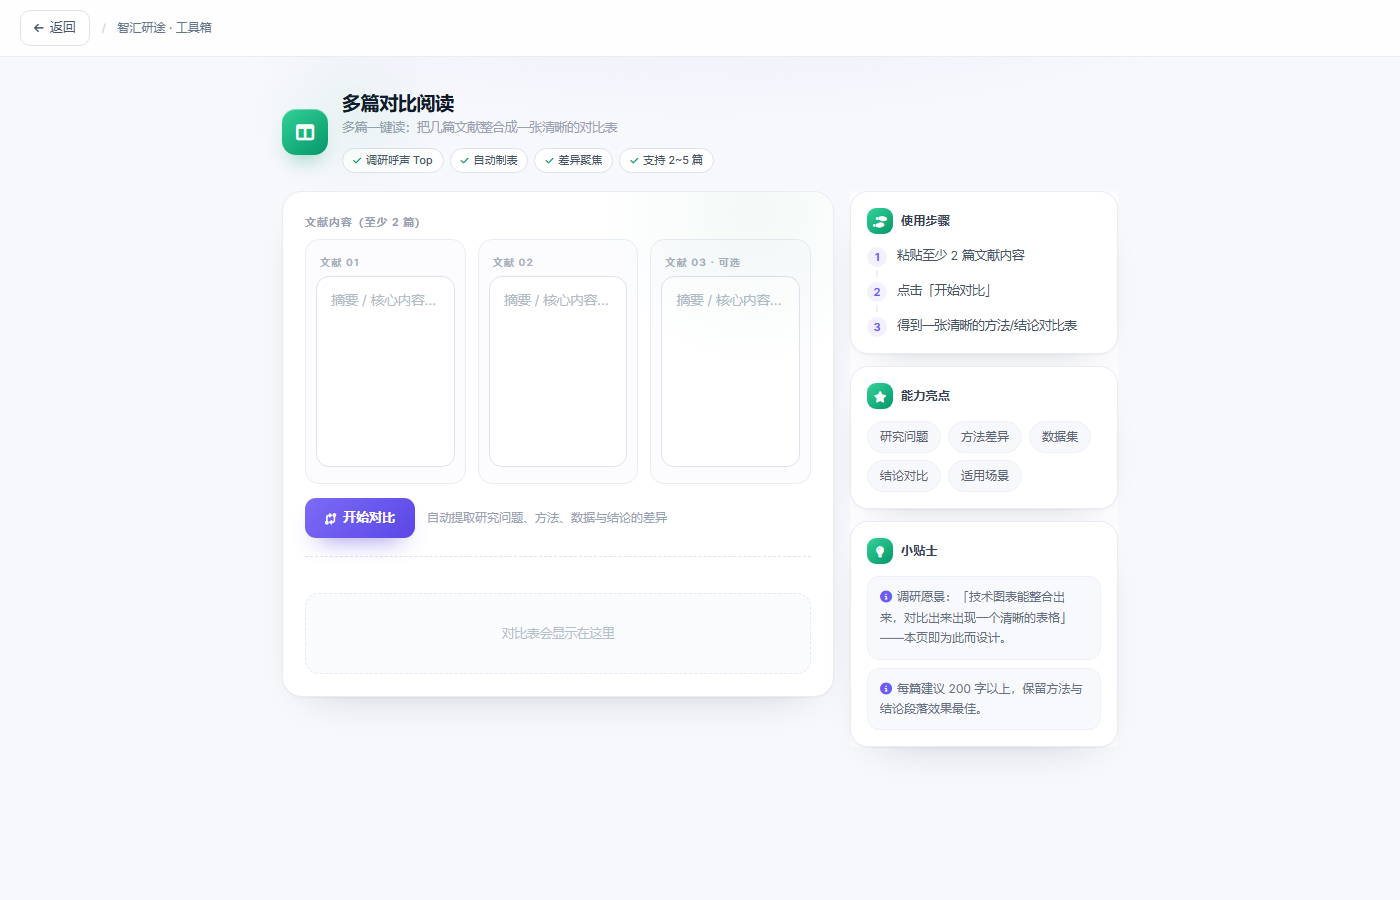 返回
/
智汇研途 · 工具箱
多篇对比阅读
多篇一键读：把几篇文献整合成一张清晰的对比表
调研呼声 Top
自动制表
差异聚焦
支持 2~5 篇
文献内容（至少 2 篇）
文献 01
摘要 / 核心内容...
文献 02
摘要 / 核心内容...
文献 03 · 可选
摘要 / 核心内容...
开始对比
自动提取研究问题、方法、数据与结论的差异
对比表会显示在这里
使用步骤
1 粘贴至少 2 篇文献内容
2 点击「开始对比」
3 得到一张清晰的方法/结论对比表
能力亮点
研究问题
方法差异
数据集
结论对比
适用场景
小贴士
调研愿景：「技术图表能整合出
来，对比出来出现一个清晰的表格」
——本页即为此而设计。
每篇建议 200 字以上，保留方法与
结论段落效果最佳。